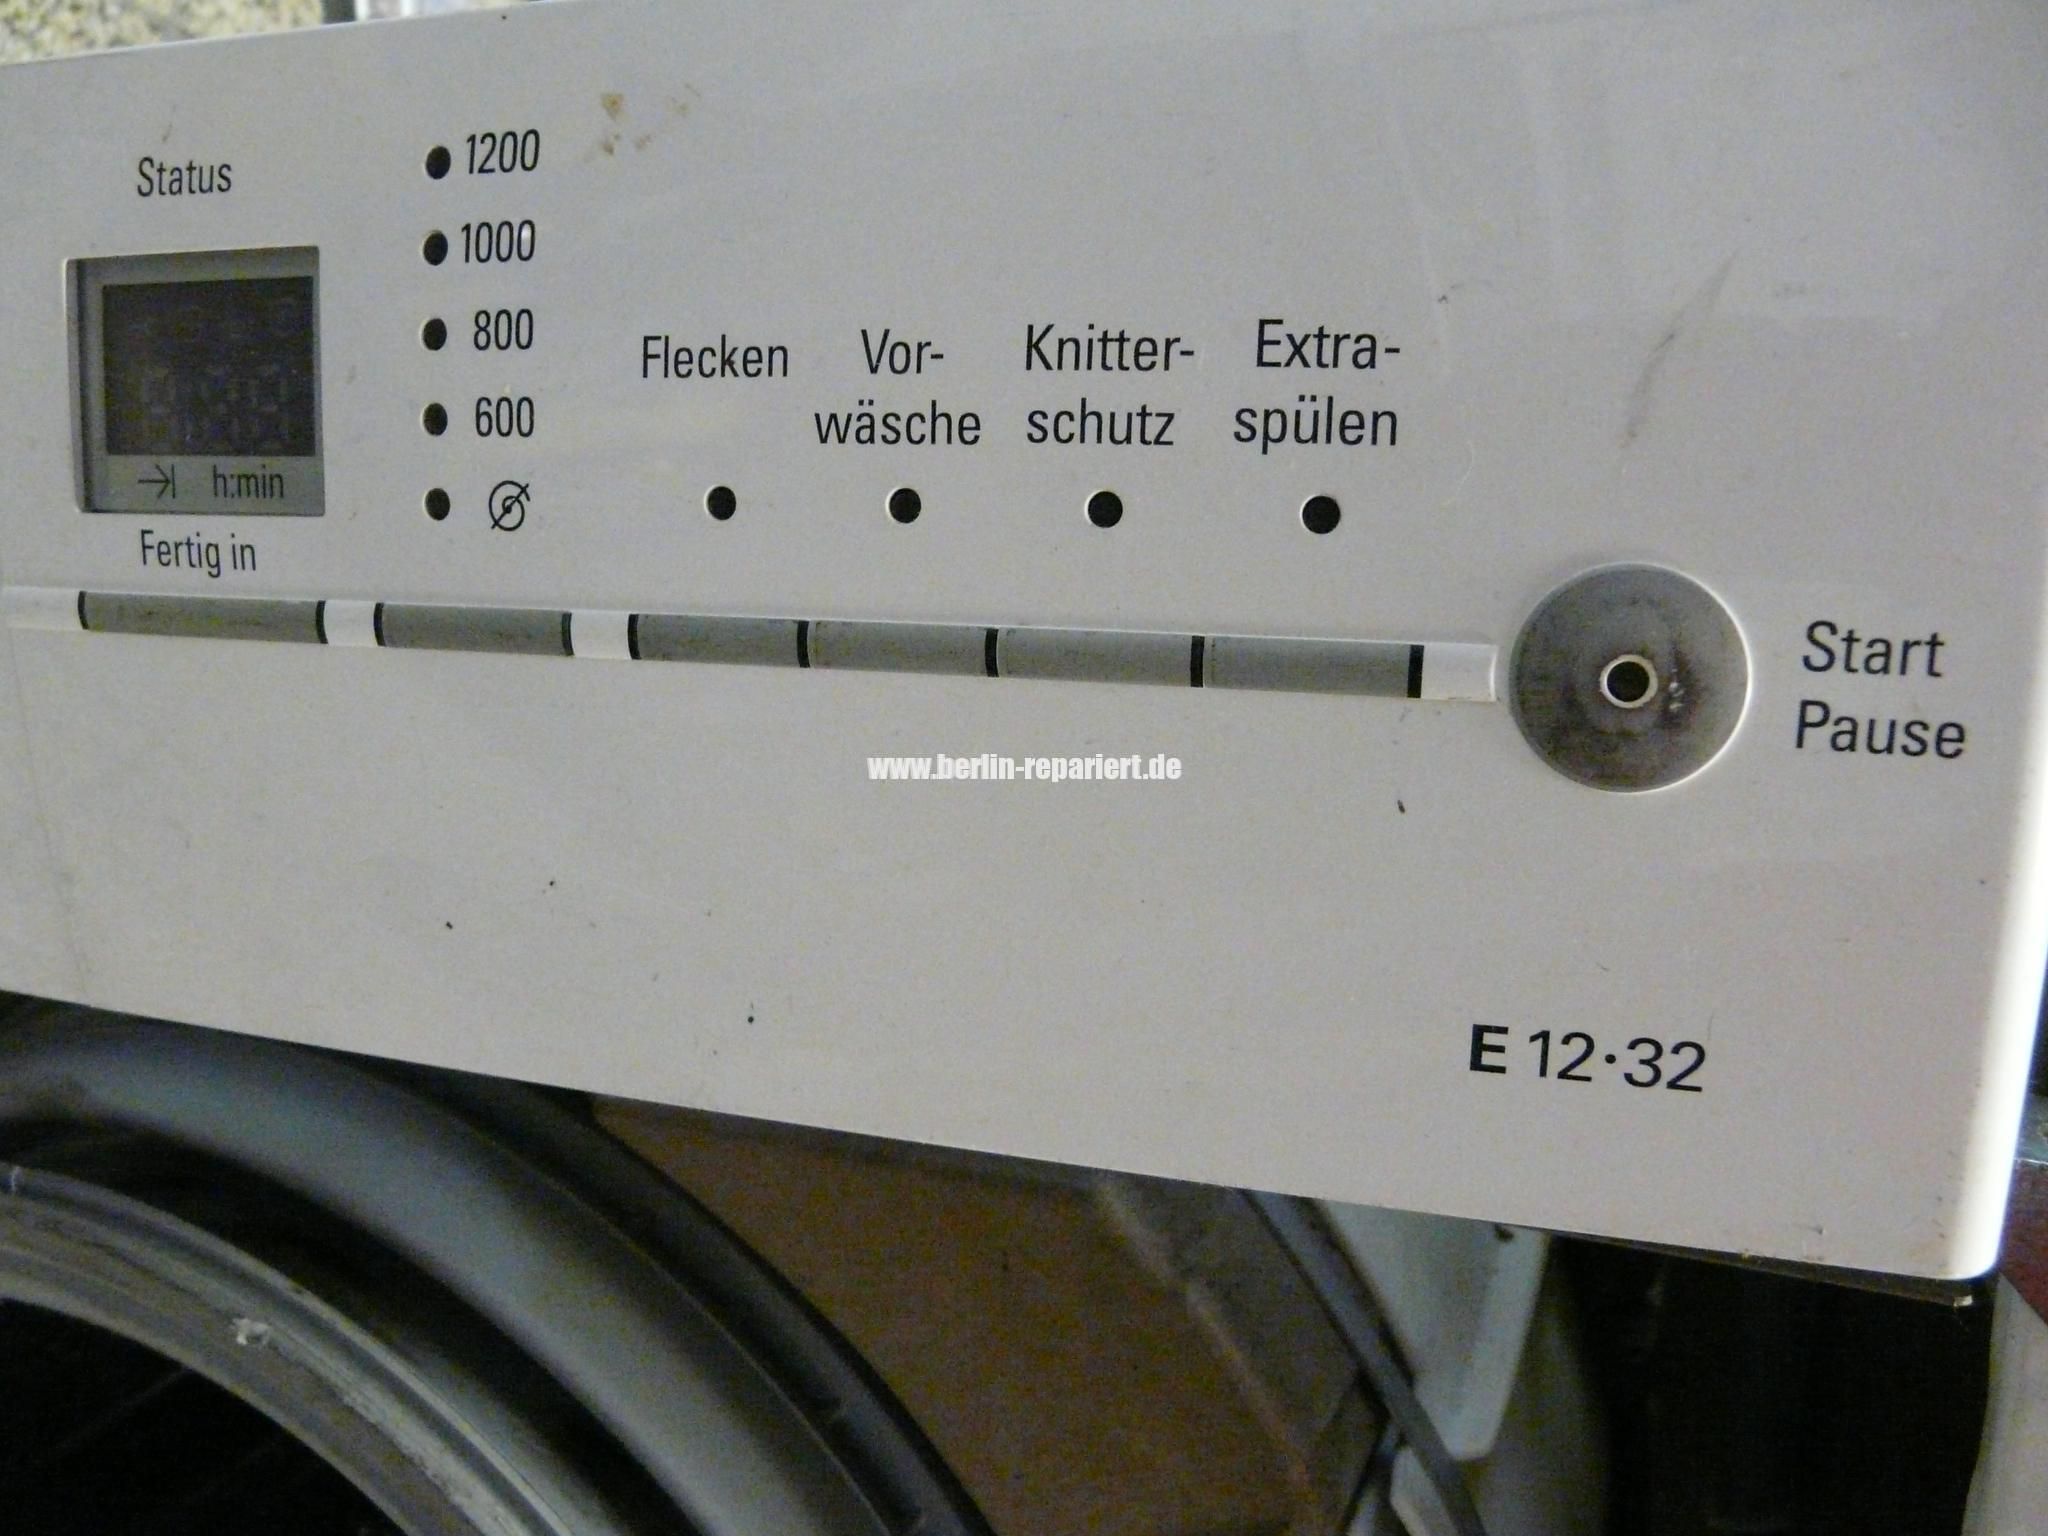 Status
1200
1000
800
600
h:min
Fertig in
Flecken
Vor-
wäsche
Knitter-
schutz
Extra-
spülen
Start
Pause
www.berlin-repariert.de
E 12·32